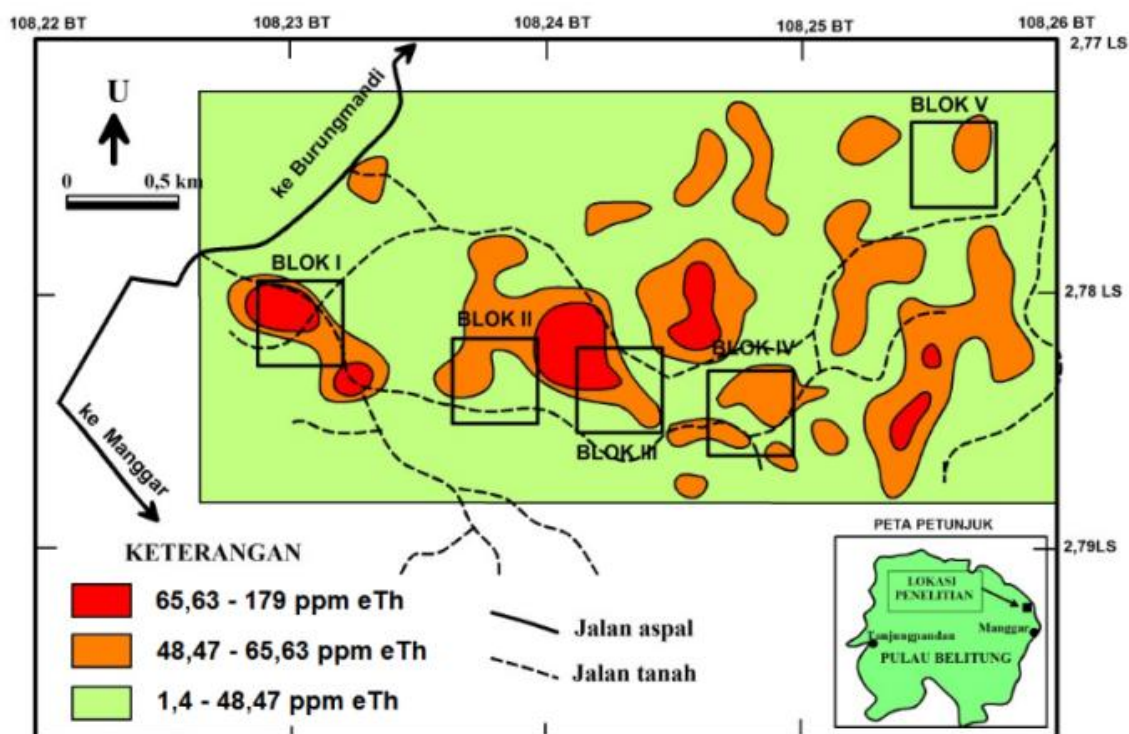 108,22 BT
108,23 BT
108,24 BT
108,25 BT
108,26 BT
2,77 LS
U
0 0,5 km
ke Burungmandi
BLOK V
BLOK I
2,78 LS
BLOK II
BLOK IV
BLOK III
ke Manggar
KETERANGAN
65,63 - 179 ppm eTh
48,47 - 65,63 ppm eTh
1,4 - 48,47 ppm eTh
Jalan aspal
Jalan tanah
2,79LS
PETA PETUNJUK
LOKASI
PENELITIAN
Tanjungpandan
Manggar
PULAU BELITUNG